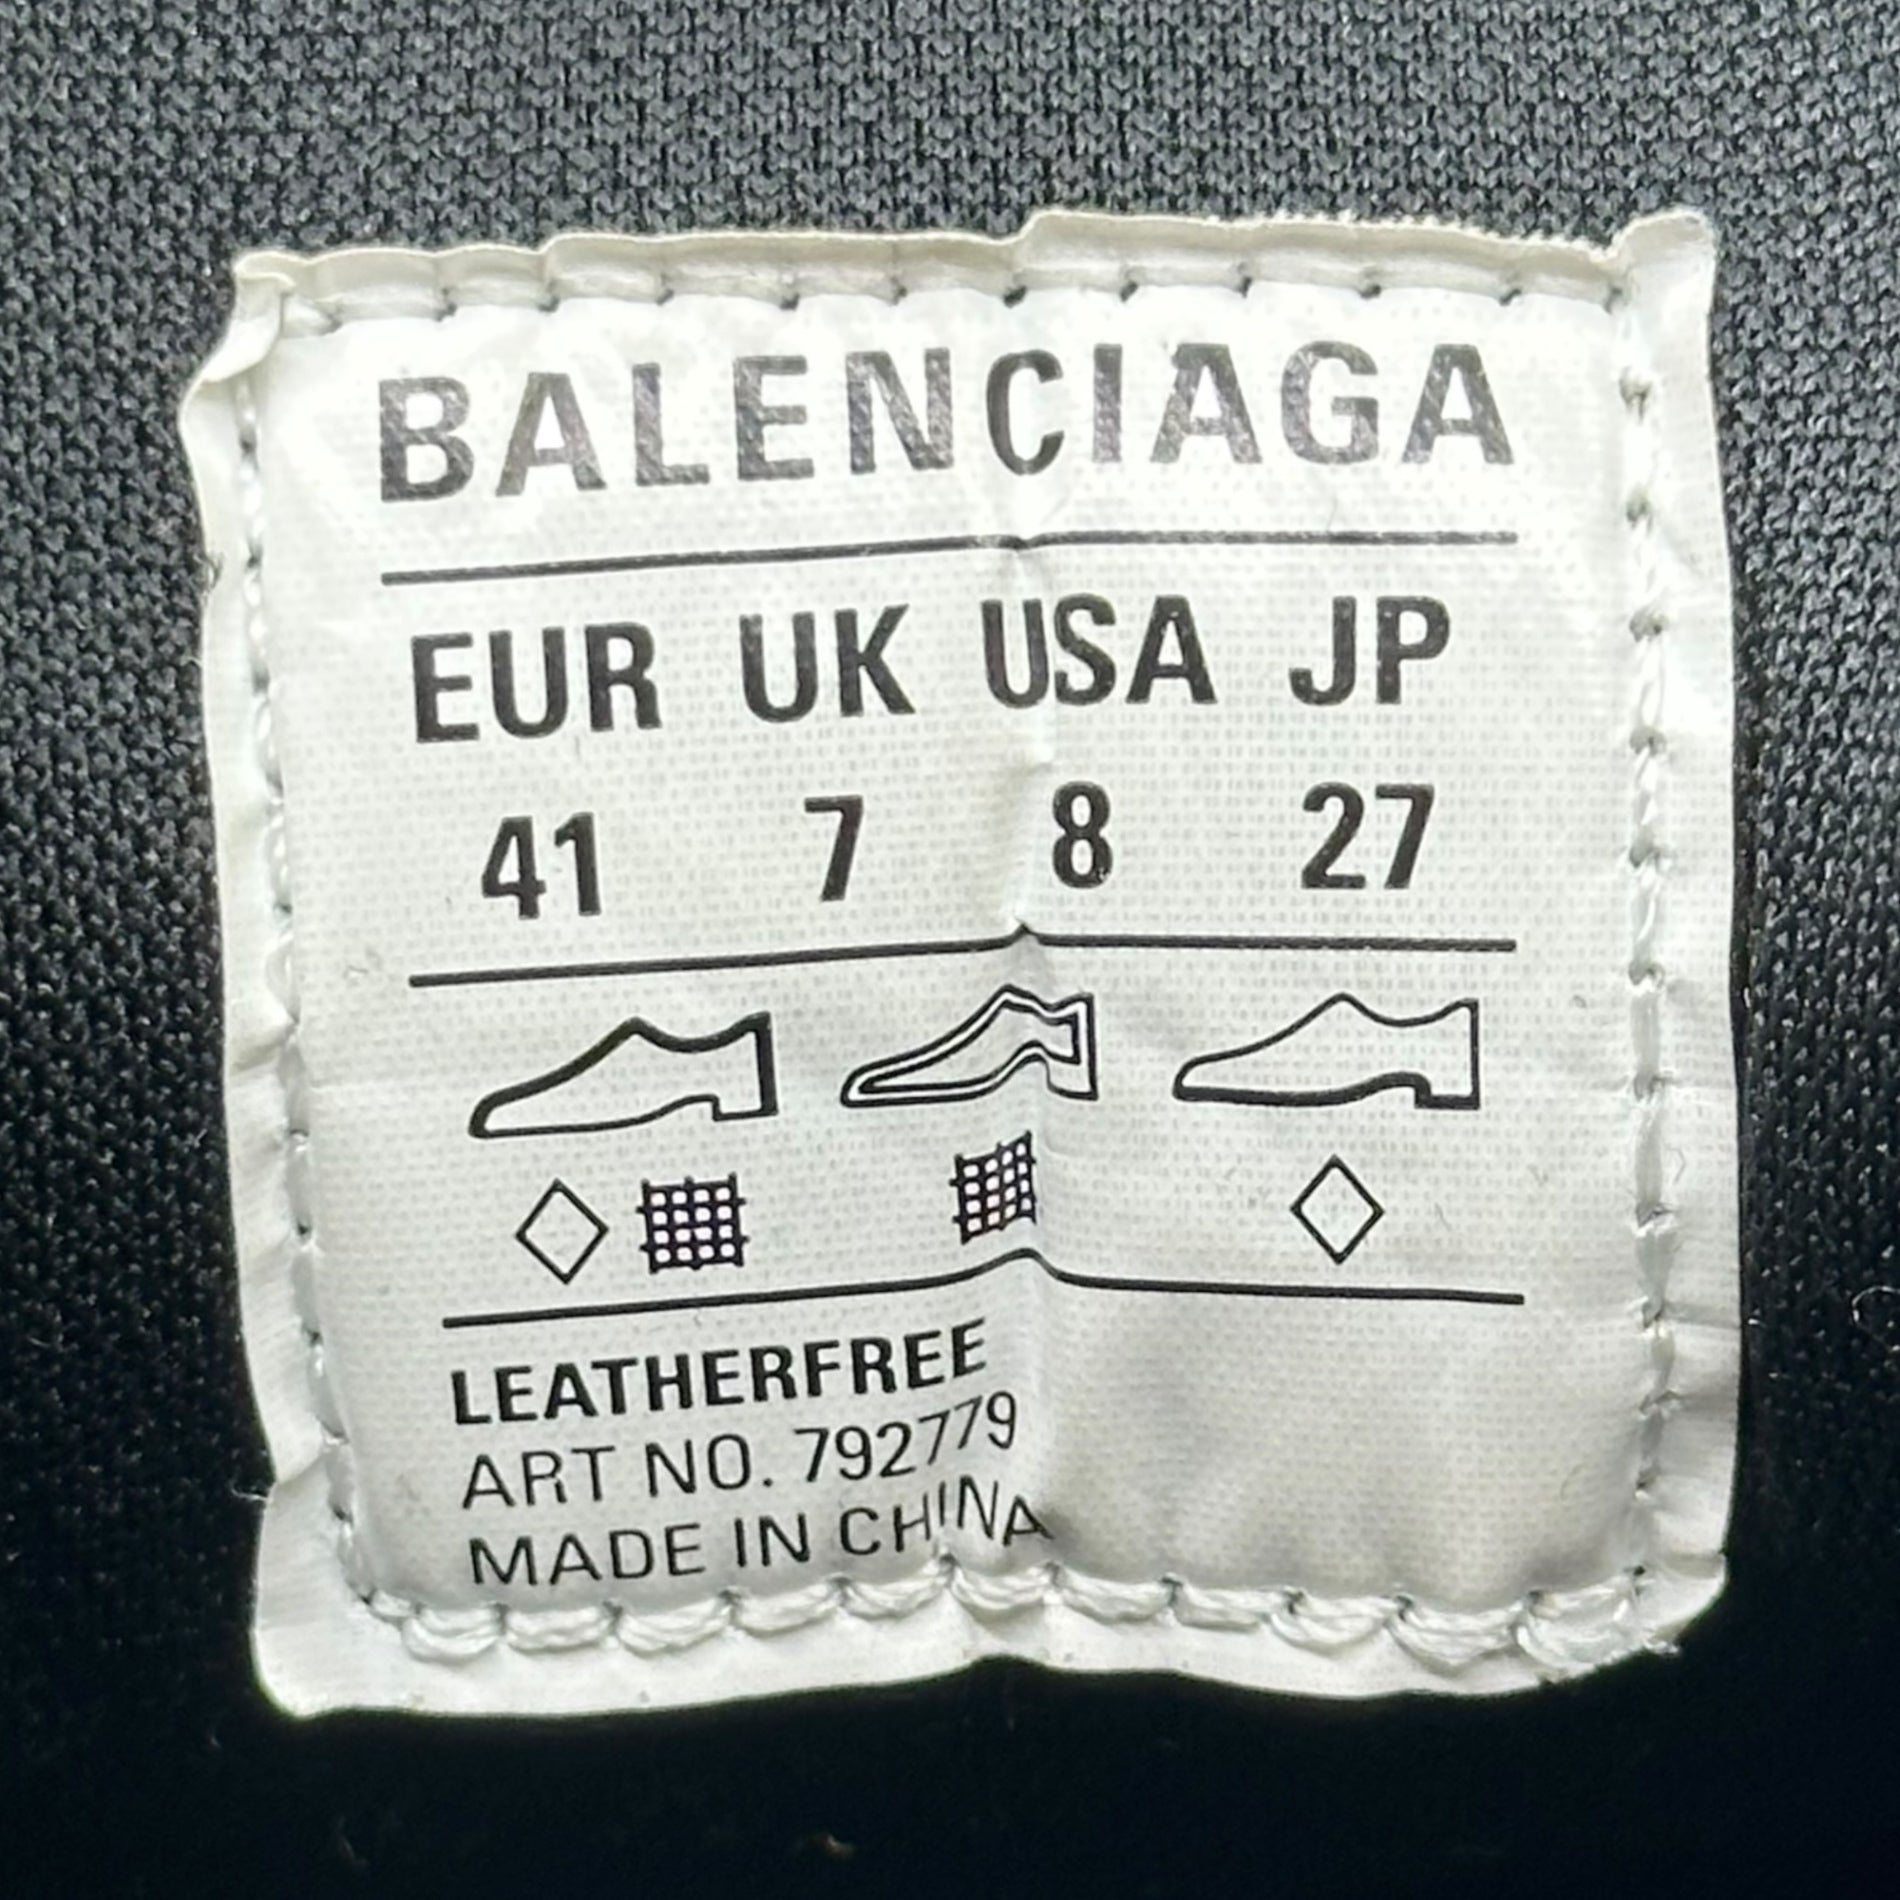 BALENCIAGA
EUR UK USA JP
41 7 8 27
LEATHERFREE
ART NO. 792779
MADE IN CHINA